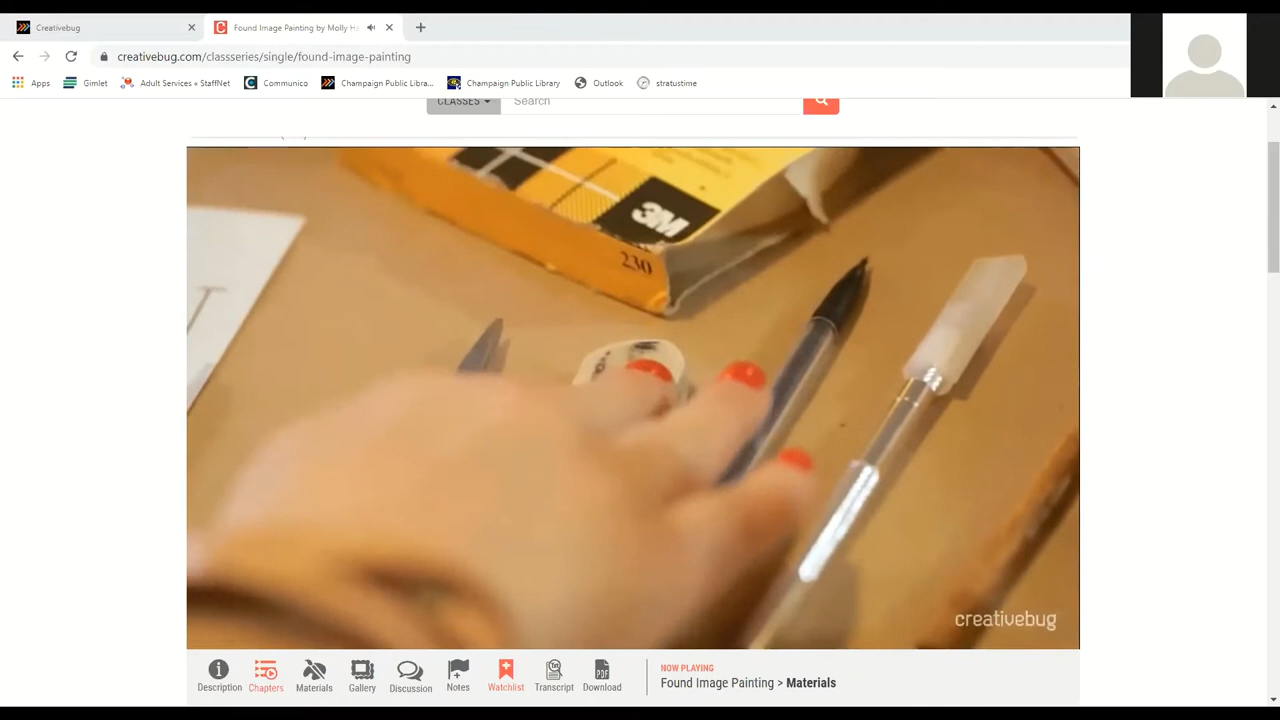 Creativebug
Found Image Painting by Molly Ha
creativebug.com/classseries/single/found-image-painting
Apps
Gimlet
Adult Services « StaffNet
Communico
Champaign Public Libra...
Champaign Public Library
Outlook
stratustime
CLASSES
Search
3M
230
creativebug
Description
Chapters
Materials
Gallery
Discussion
Notes
Watchlist
Transcript
Download
NOW PLAYING
Found Image Painting > Materials